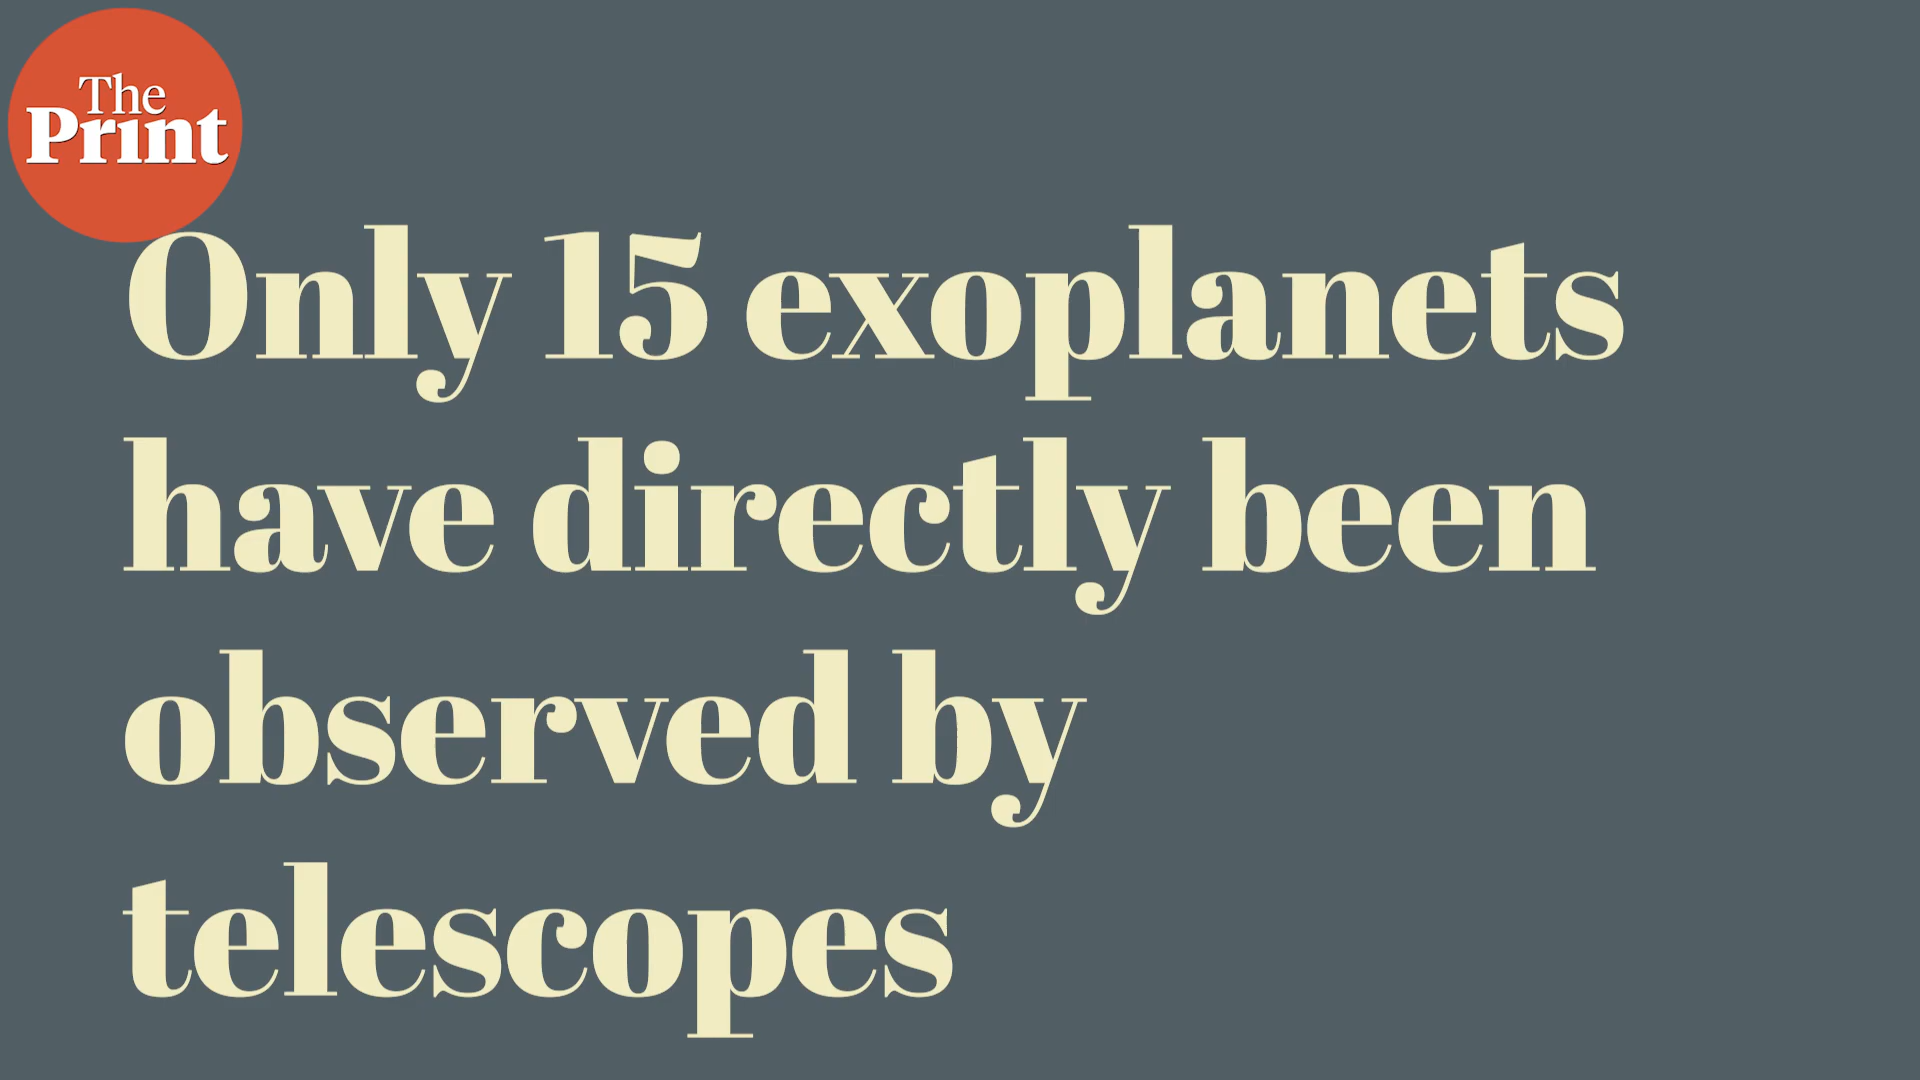 The
Print
Only 15 exoplanets
have directly been
observed by
telescopes